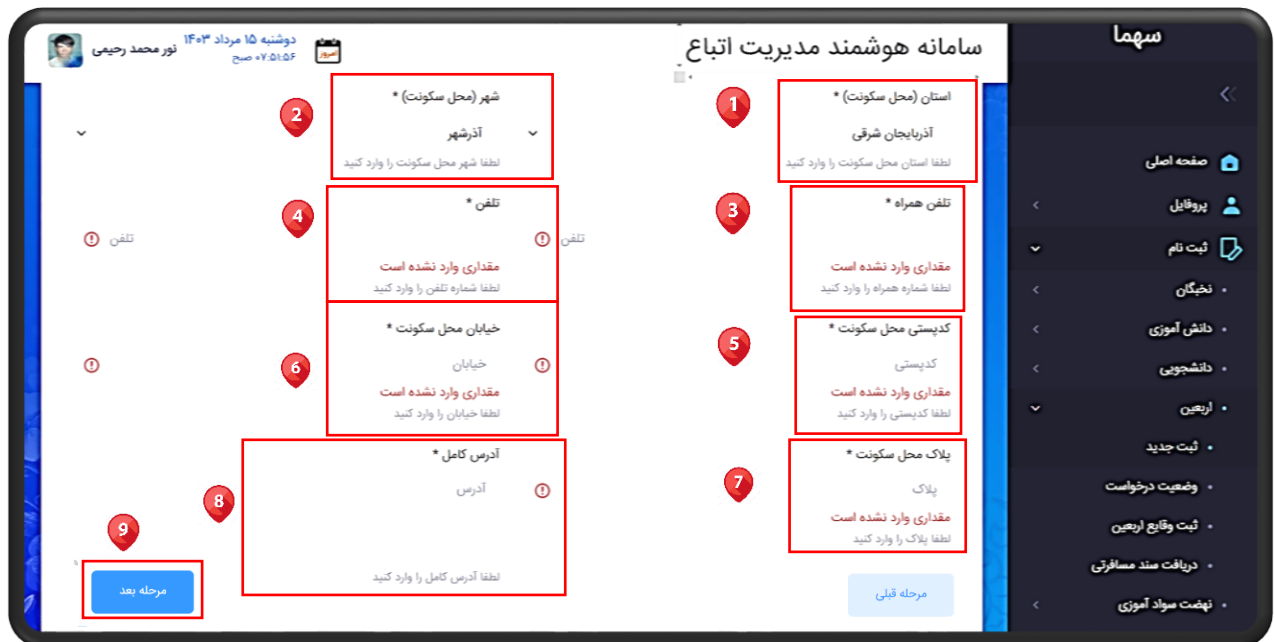 سهما
صفحه اصلی
پروفایل
ثبت نام
نخبگان
دانش آموزی
دانشجویی
اربعین
ثبت جدید
وضعیت درخواست
ثبت وقایع اربعین
دریافت سند مسافرتی
نهضت سواد آموزی
سامانه هوشمند مدیریت اتباع
امروز
دوشنبه ۱۵ مرداد ۱۴۰۳
۰۷:۵۱:۵۶ صبح
نور محمد رحیمی
1
استان (محل سکونت) *
آذربایجان شرقی
لطفا استان محل سکونت را وارد کنید
2
شهر (محل سکونت) *
آذرشهر
لطفا شهر محل سکونت را وارد کنید
3
تلفن همراه *
تلفن
مقداری وارد نشده است
لطفا شماره همراه را وارد کنید
4
تلفن *
تلفن
مقداری وارد نشده است
لطفا شماره تلفن را وارد کنید
5
کدپستی محل سکونت *
کدپستی
مقداری وارد نشده است
لطفا کدپستی را وارد کنید
6
خیابان محل سکونت *
خیابان
مقداری وارد نشده است
لطفا خیابان را وارد کنید
7
پلاک محل سکونت *
پلاک
مقداری وارد نشده است
لطفا پلاک را وارد کنید
8
آدرس کامل *
آدرس
لطفا آدرس کامل را وارد کنید
مرحله قبلی
9
مرحله بعد